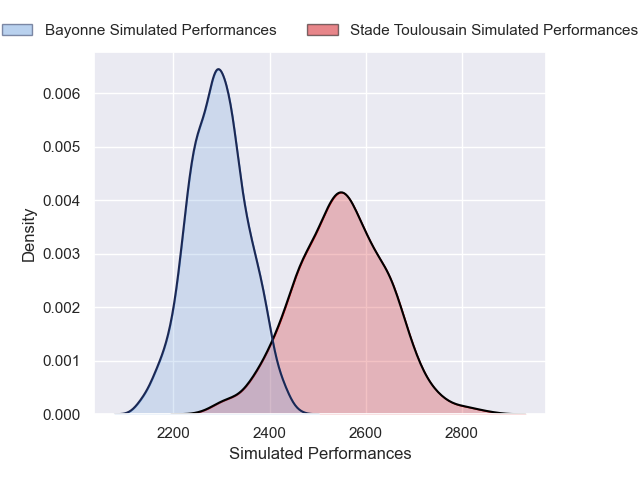 Bayonne Simulated Performances
Stade Toulousain Simulated Performances
0.006
0.005
0.004
0.003
0.002
0.001
0.000
Density
2200
2400
2600
2800
Simulated Performances